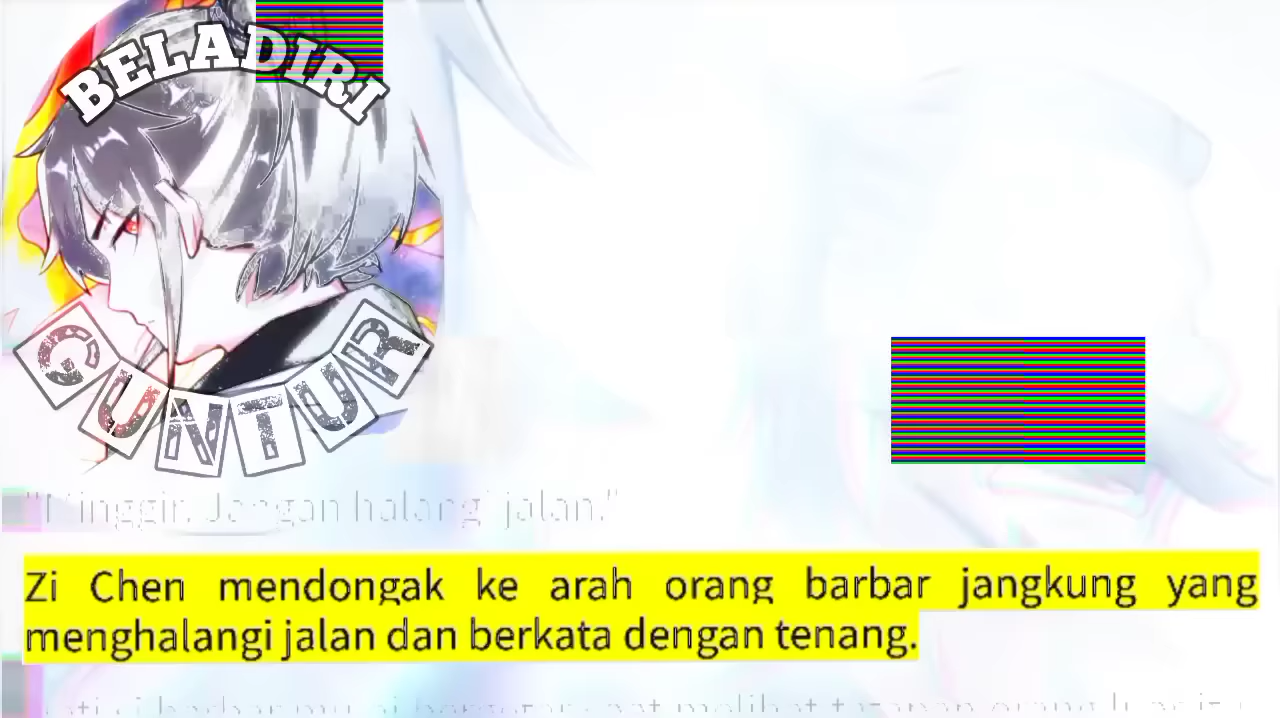 BELADIRI
GUNTUR
"Minggir. Jangan halangi jalan."
Zi Chen mendongak ke arah orang barbar jangkung yang
menghalangi jalan dan berkata dengan tenang.